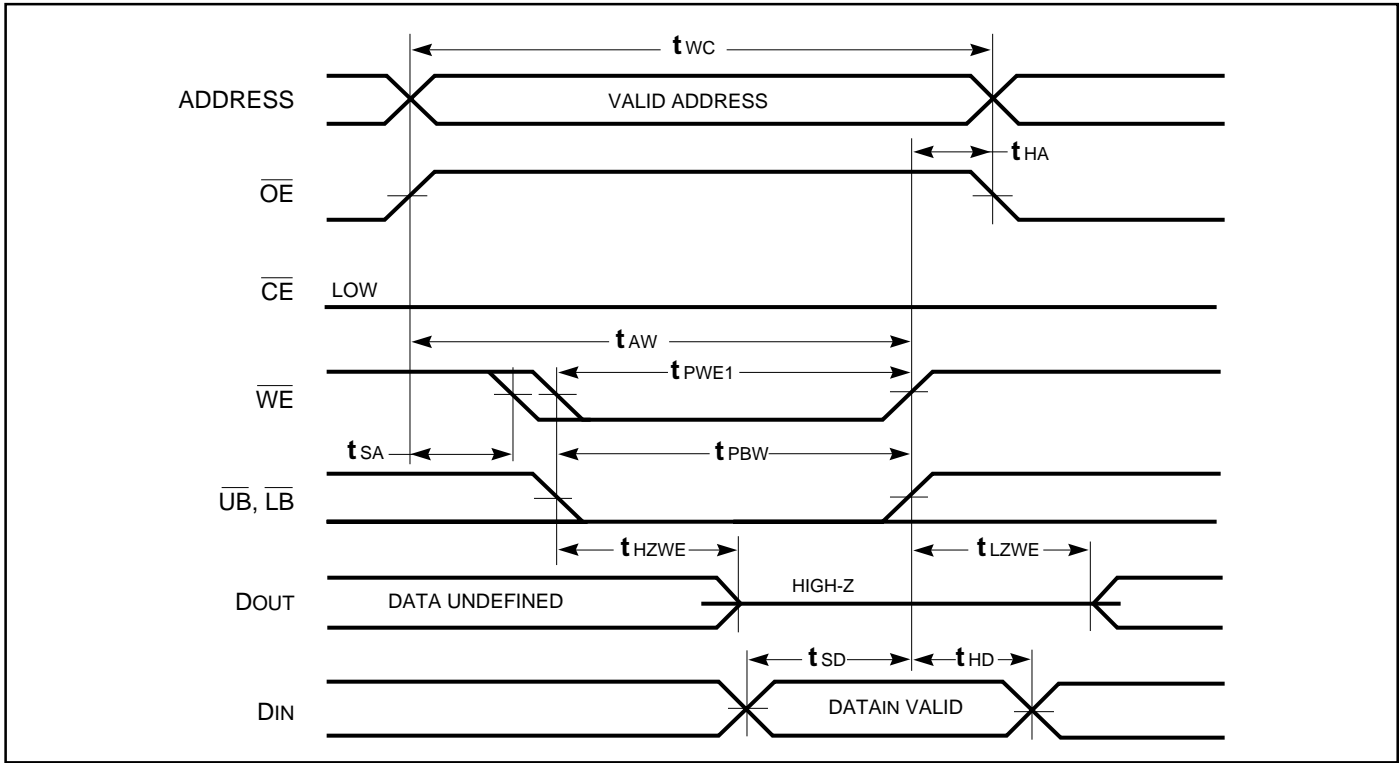 tWC
ADDRESS VALID ADDRESS
tHA
OE
CE LOW
tAW
tPWE1
WE
tSA tPBW
UB, LB
tHZWE tLZWE
DOUT DATA UNDEFINED HIGH-Z
tSD tHD
DIN DATAIN VALID